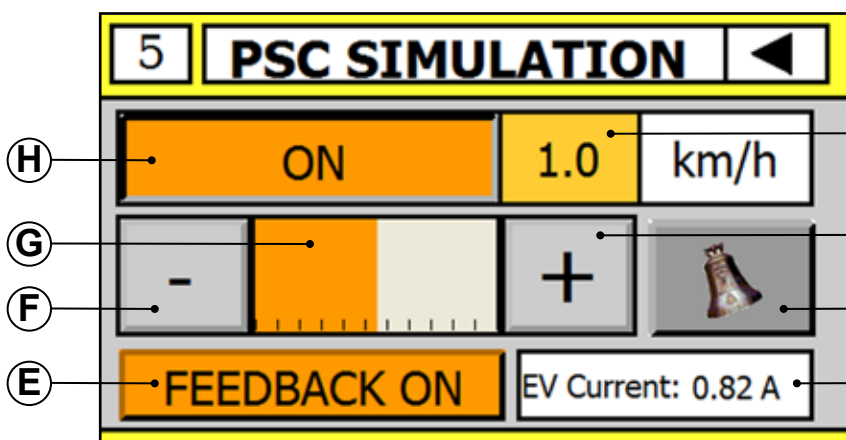 5 PSC SIMULATION
H ON 1.0 km/h
G
- +
F
E FEEDBACK ON EV Current: 0.82 A